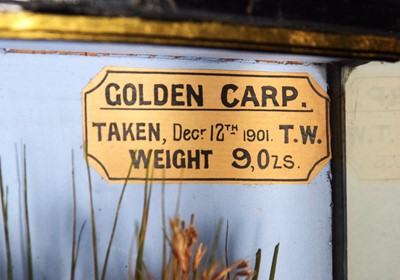 GOLDEN CARP.
TAKEN, Decr 12TH 1901. T.W.
WEIGHT 9,Ozs.